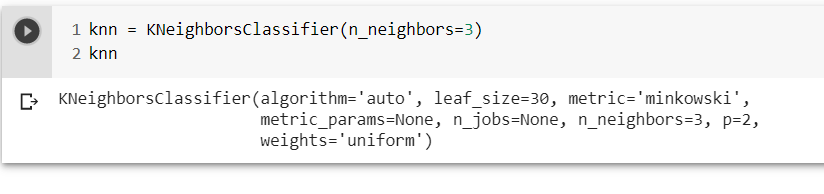 1 knn = KNeighborsClassifier(n_neighbors=3)
2 knn
KNeighborsClassifier(algorithm='auto', leaf_size=30, metric='minkowski',
                     metric_params=None, n_jobs=None, n_neighbors=3, p=2,
                     weights='uniform')